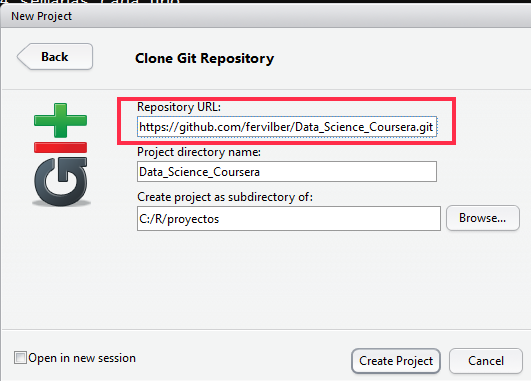 New Project
Back
Clone Git Repository
Repository URL:
https://github.com/fervilber/Data_Science_Coursera.git
Project directory name:
Data_Science_Coursera
Create project as subdirectory of:
C:/R/proyectos
Browse...
git
Open in new session
Create Project
Cancel